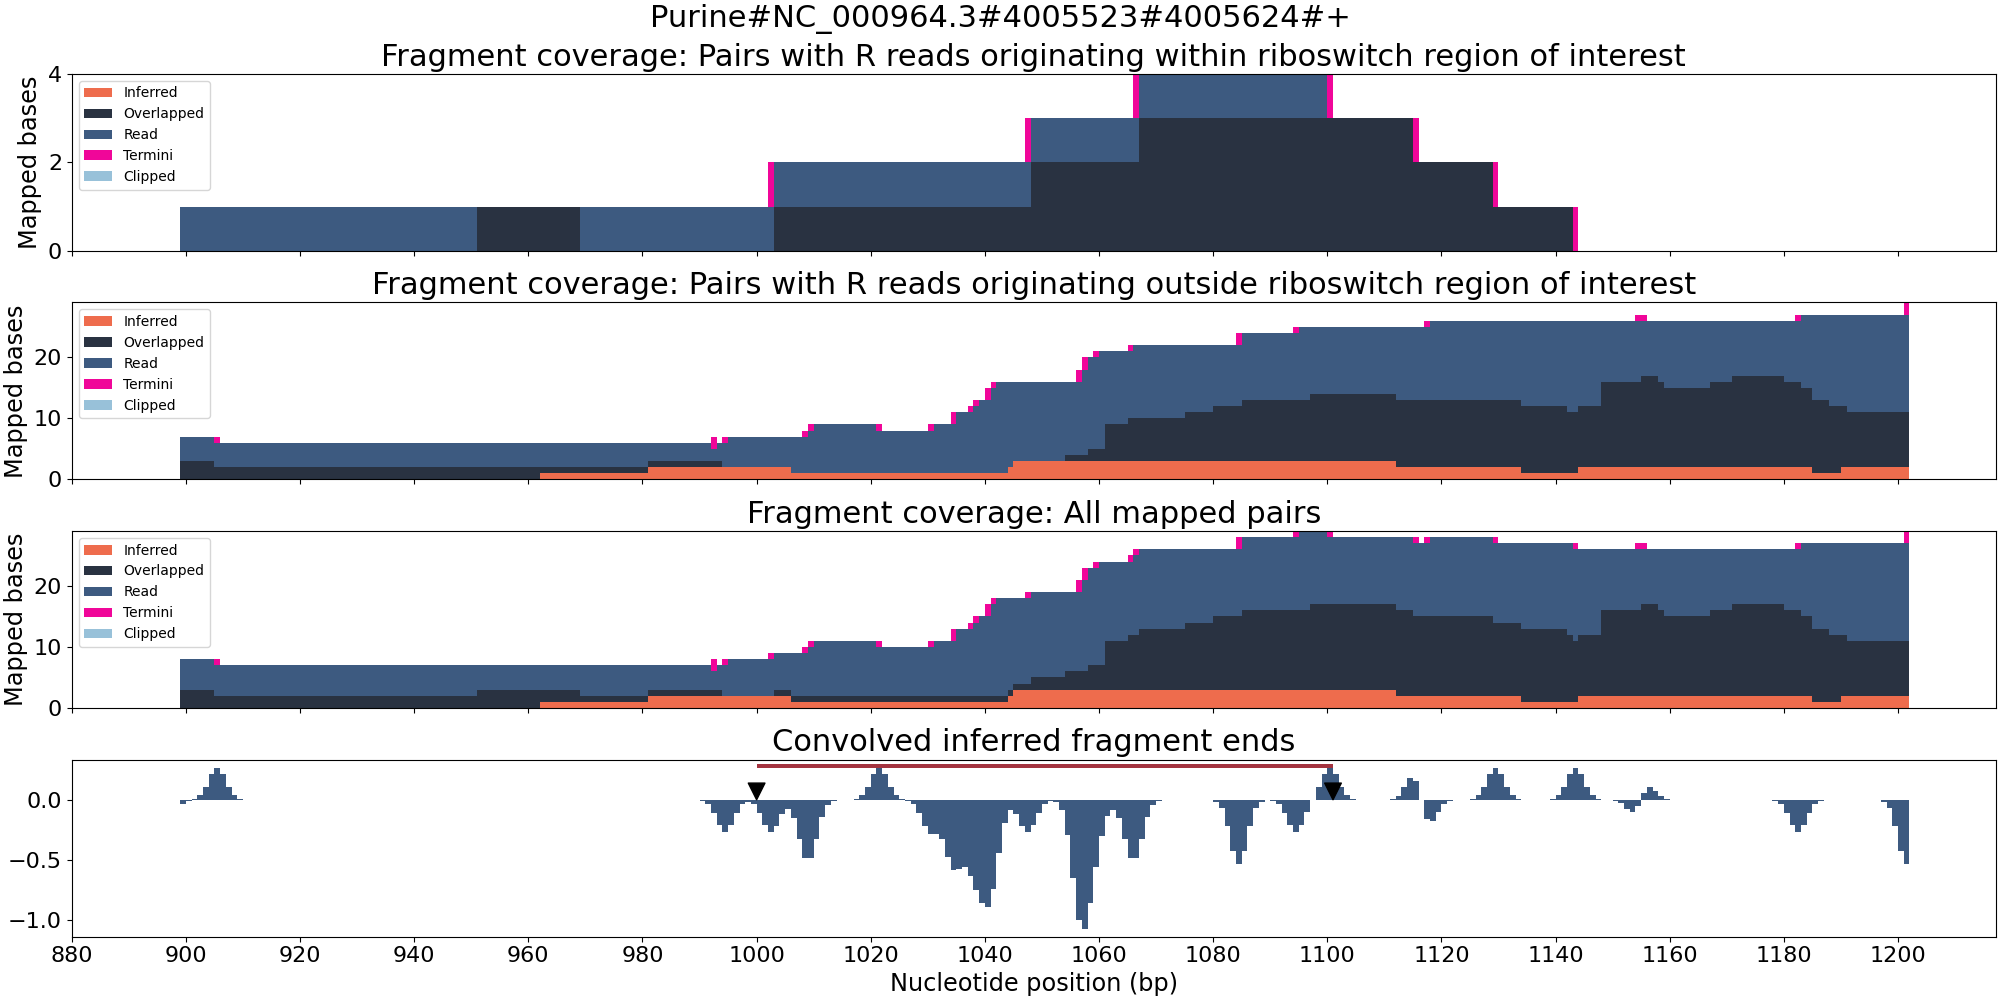 Purine#NC_000964.3#4005523#4005624#+
Fragment coverage: Pairs with R reads originating within riboswitch region of interest
Mapped bases
4
2
0
Inferred
Overlapped
Read
Termini
Clipped
Fragment coverage: Pairs with R reads originating outside riboswitch region of interest
Mapped bases
20
10
0
Inferred
Overlapped
Read
Termini
Clipped
Fragment coverage: All mapped pairs
Mapped bases
20
10
0
Inferred
Overlapped
Read
Termini
Clipped
Convolved inferred fragment ends
0.0
−0.5
−1.0
880 900 920 940 960 980 1000 1020 1040 1060 1080 1100 1120 1140 1160 1180 1200
Nucleotide position (bp)